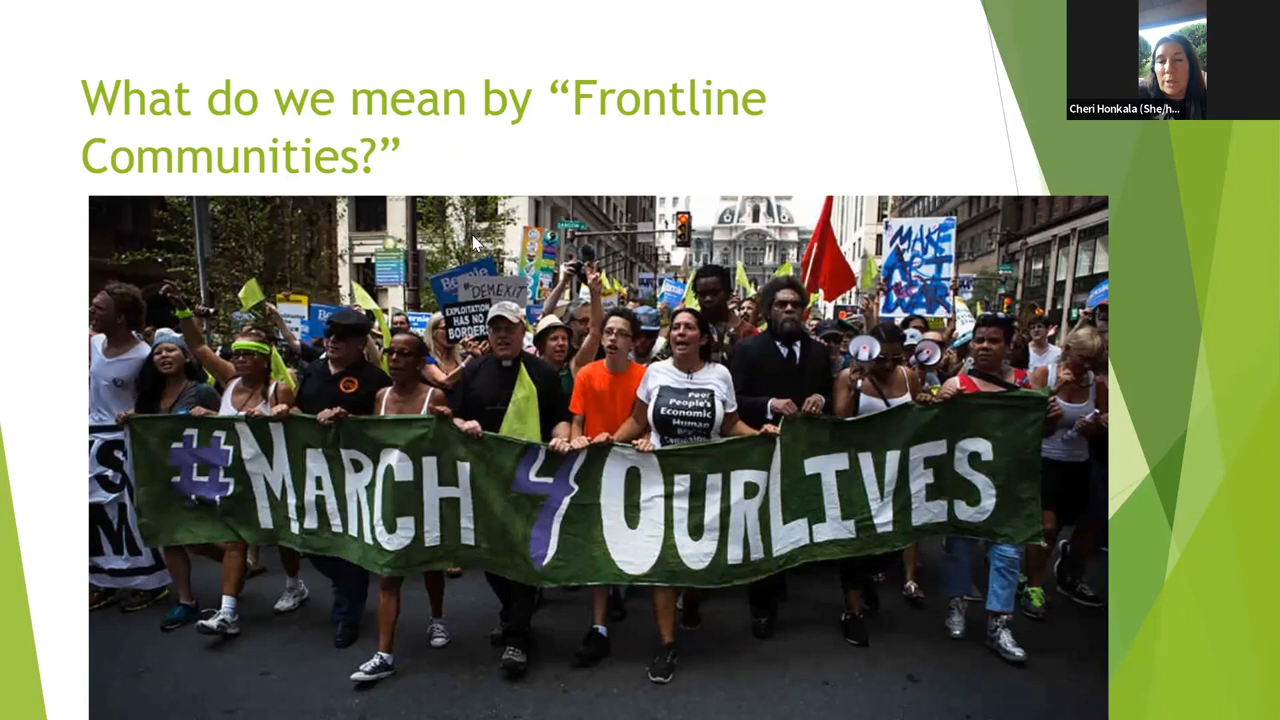 What do we mean by “Frontline
Communities?”
Cheri Honkala (She/h...
Bernie
#DEMEXIT
EXPLOITATION
HAS NO
BORDERS
MAKE
ART
NOT
WAR
Poor
People's
Economic
Human
#MARCH 4 OURLIVES
S
M